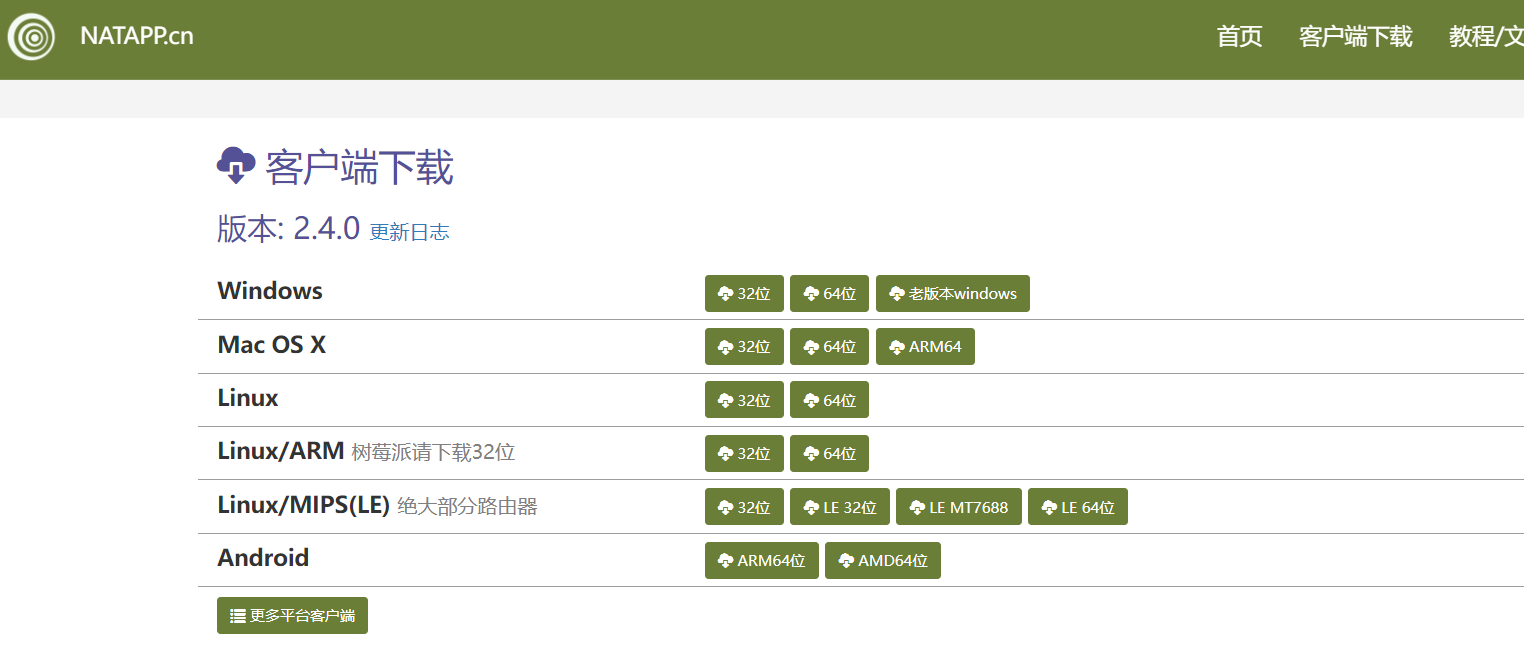 NATAPP.cn 首页 客户端下载 教程/文
客户端下载
版本: 2.4.0 更新日志
Windows 32位 64位 老版本windows
Mac OS X 32位 64位 ARM64
Linux 32位 64位
Linux/ARM 树莓派请下载32位 32位 64位
Linux/MIPS(LE) 绝大部分路由器 32位 LE 32位 LE MT7688 LE 64位
Android ARM64位 AMD64位
更多平台客户端